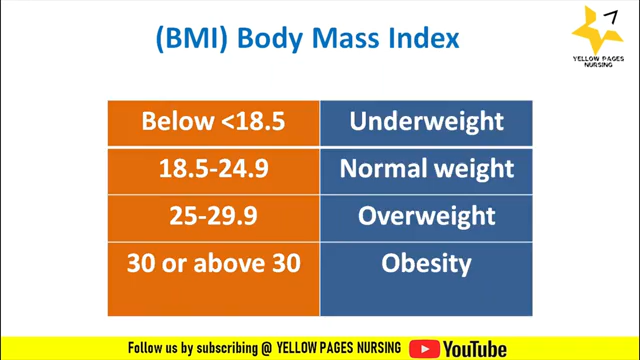 (BMI) Body Mass Index
YELLOW PAGES
NURSING
Below <18.5 Underweight
18.5-24.9 Normal weight
25-29.9 Overweight
30 or above 30 Obesity
Follow us by subscribing @ YELLOW PAGES NURSING YouTube